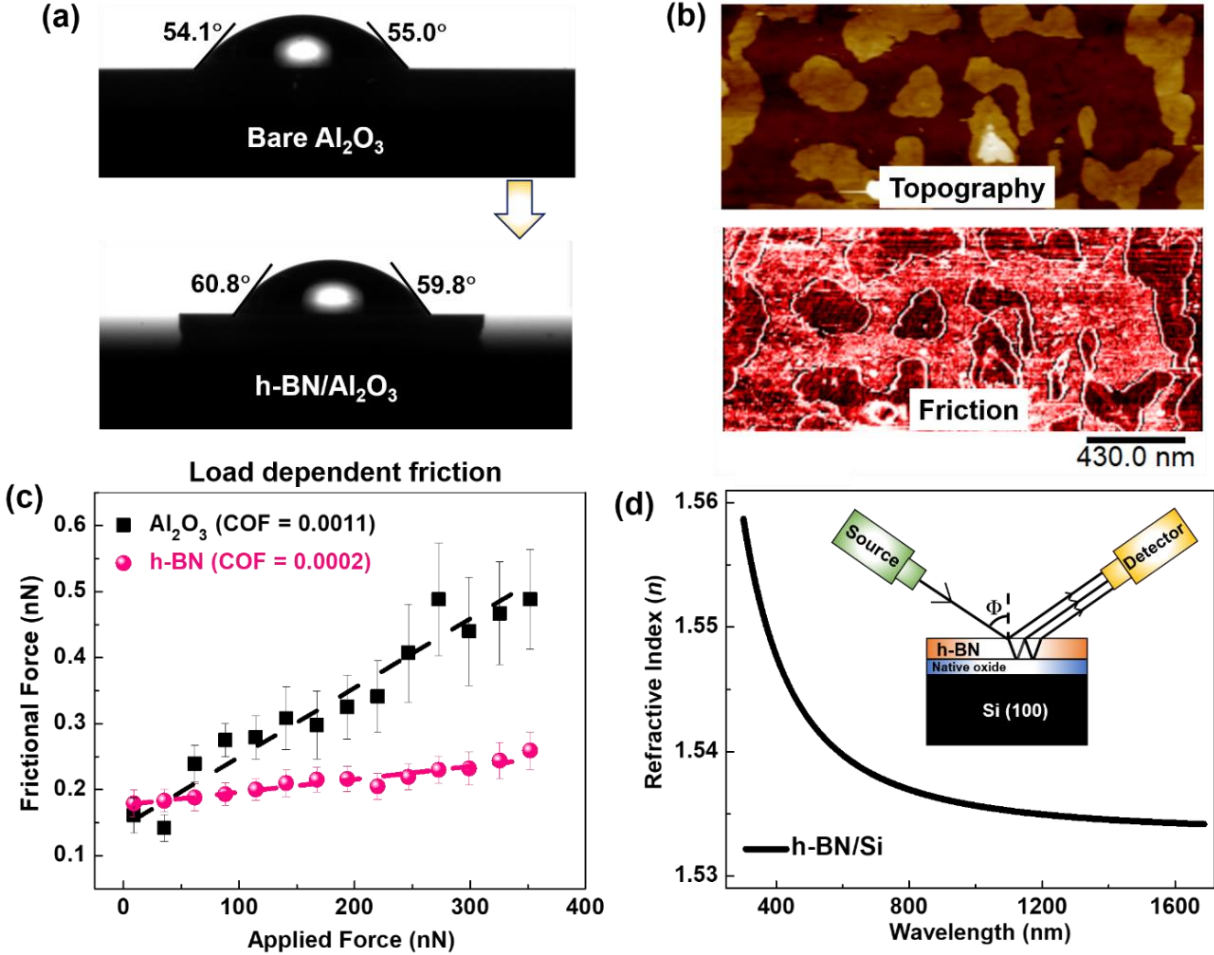 (a)
54.1°
55.0°
Bare Al₂O₃
60.8°
59.8°
h-BN/Al₂O₃
(b)
Topography
Friction
430.0 nm
Load dependent friction
(c)
Al₂O₃ (COF = 0.0011)
h-BN (COF = 0.0002)
0.6
0.5
0.4
0.3
0.2
0.1
Frictional Force (nN)
0
100
200
300
400
Applied Force (nN)
(d)
1.56
1.55
1.54
1.53
Refractive Index (n)
Source
Detector
Φ
h-BN
Native oxide
Si (100)
h-BN/Si
400
800
1200
1600
Wavelength (nm)